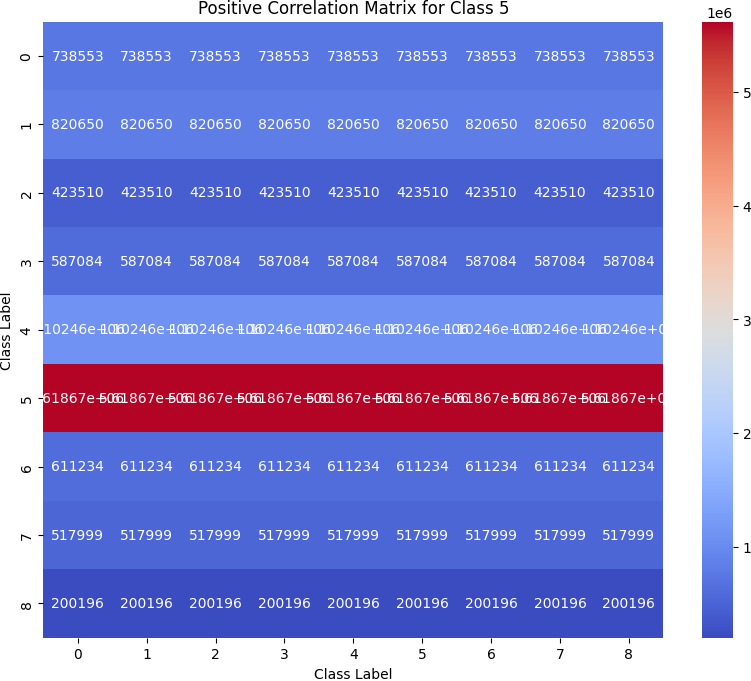 Positive Correlation Matrix for Class 5
1e6
0 738553 738553 738553 738553 738553 738553 738553 738553 738553
1 820650 820650 820650 820650 820650 820650 820650 820650 820650
2 423510 423510 423510 423510 423510 423510 423510 423510 423510
3 587084 587084 587084 587084 587084 587084 587084 587084 587084
4
5
6 611234 611234 611234 611234 611234 611234 611234 611234 611234
7 517999 517999 517999 517999 517999 517999 517999 517999 517999
8 200196 200196 200196 200196 200196 200196 200196 200196 200196
0 1 2 3 4 5 6 7 8
Class Label
Class Label
5
4
3
2
1